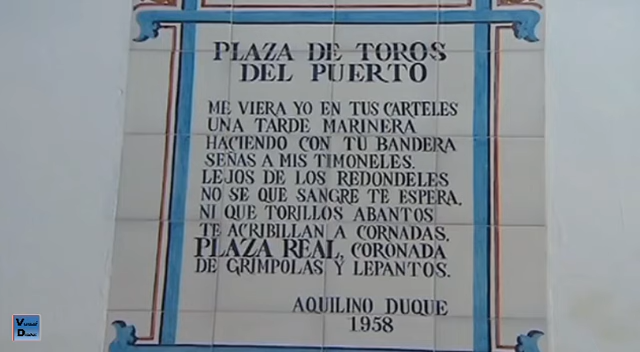 PLAZA DE TOROS
DEL PUERTO
ME VIERA YO EN TUS CARTELES
UNA TARDE MARINERA
HACIENDO CON TU BANDERA
SEÑAS A MIS TIMONELES.
LEJOS DE LOS REDONDELES
NO SE QUE SANGRE TE ESPERA,
NI QUE TORILLOS ABANTOS
TE ACRIBILLAN A CORNADAS,
PLAZA REAL, CORONADA
DE GRIMPOLAS Y LEPANTOS.
AQUILINO DUQUE
1958